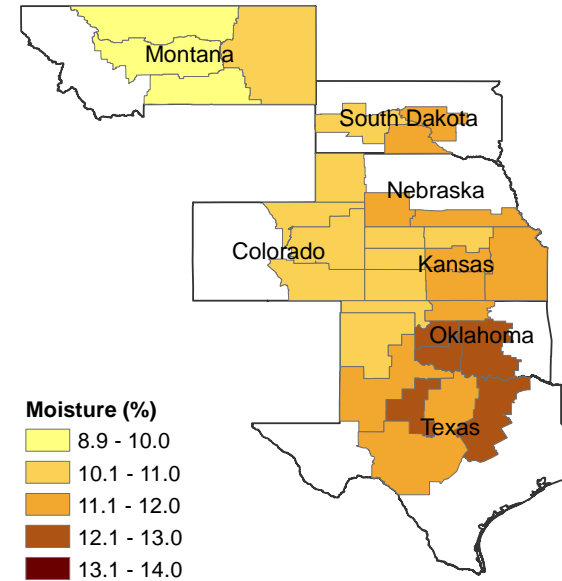 Montana
South Dakota
Nebraska
Colorado
Kansas
Oklahoma
Texas
Moisture (%)
8.9 - 10.0
10.1 - 11.0
11.1 - 12.0
12.1 - 13.0
13.1 - 14.0